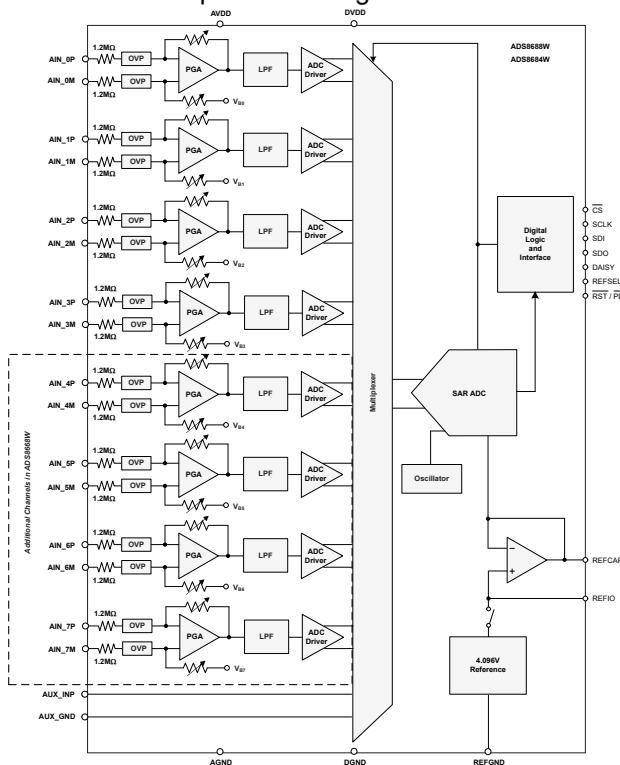 AVDD
DVDD
ADS8688W
ADS8684W
1.2MΩ
AIN_0P
OVP
AIN_0M
OVP
1.2MΩ
PGA
LPF
ADC
Driver
VB0
1.2MΩ
AIN_1P
OVP
AIN_1M
OVP
1.2MΩ
PGA
LPF
ADC
Driver
VB1
1.2MΩ
AIN_2P
OVP
AIN_2M
OVP
1.2MΩ
PGA
LPF
ADC
Driver
VB2
1.2MΩ
AIN_3P
OVP
AIN_3M
OVP
1.2MΩ
PGA
LPF
ADC
Driver
VB3
Additional Channels in ADS8668W
1.2MΩ
AIN_4P
OVP
AIN_4M
OVP
1.2MΩ
PGA
LPF
ADC
Driver
VB4
1.2MΩ
AIN_5P
OVP
AIN_5M
OVP
1.2MΩ
PGA
LPF
ADC
Driver
VB5
1.2MΩ
AIN_6P
OVP
AIN_6M
OVP
1.2MΩ
PGA
LPF
ADC
Driver
VB6
1.2MΩ
AIN_7P
OVP
AIN_7M
OVP
1.2MΩ
PGA
LPF
ADC
Driver
VB7
AUX_INP
AUX_GND
Multiplexer
Digital
Logic
and
Interface
CS
SCLK
SDI
SDO
DAISY
REFSEL
RST / PD
SAR ADC
Oscillator
REFCAP
REFIO
4.096V
Reference
AGND
DGND
REFGND